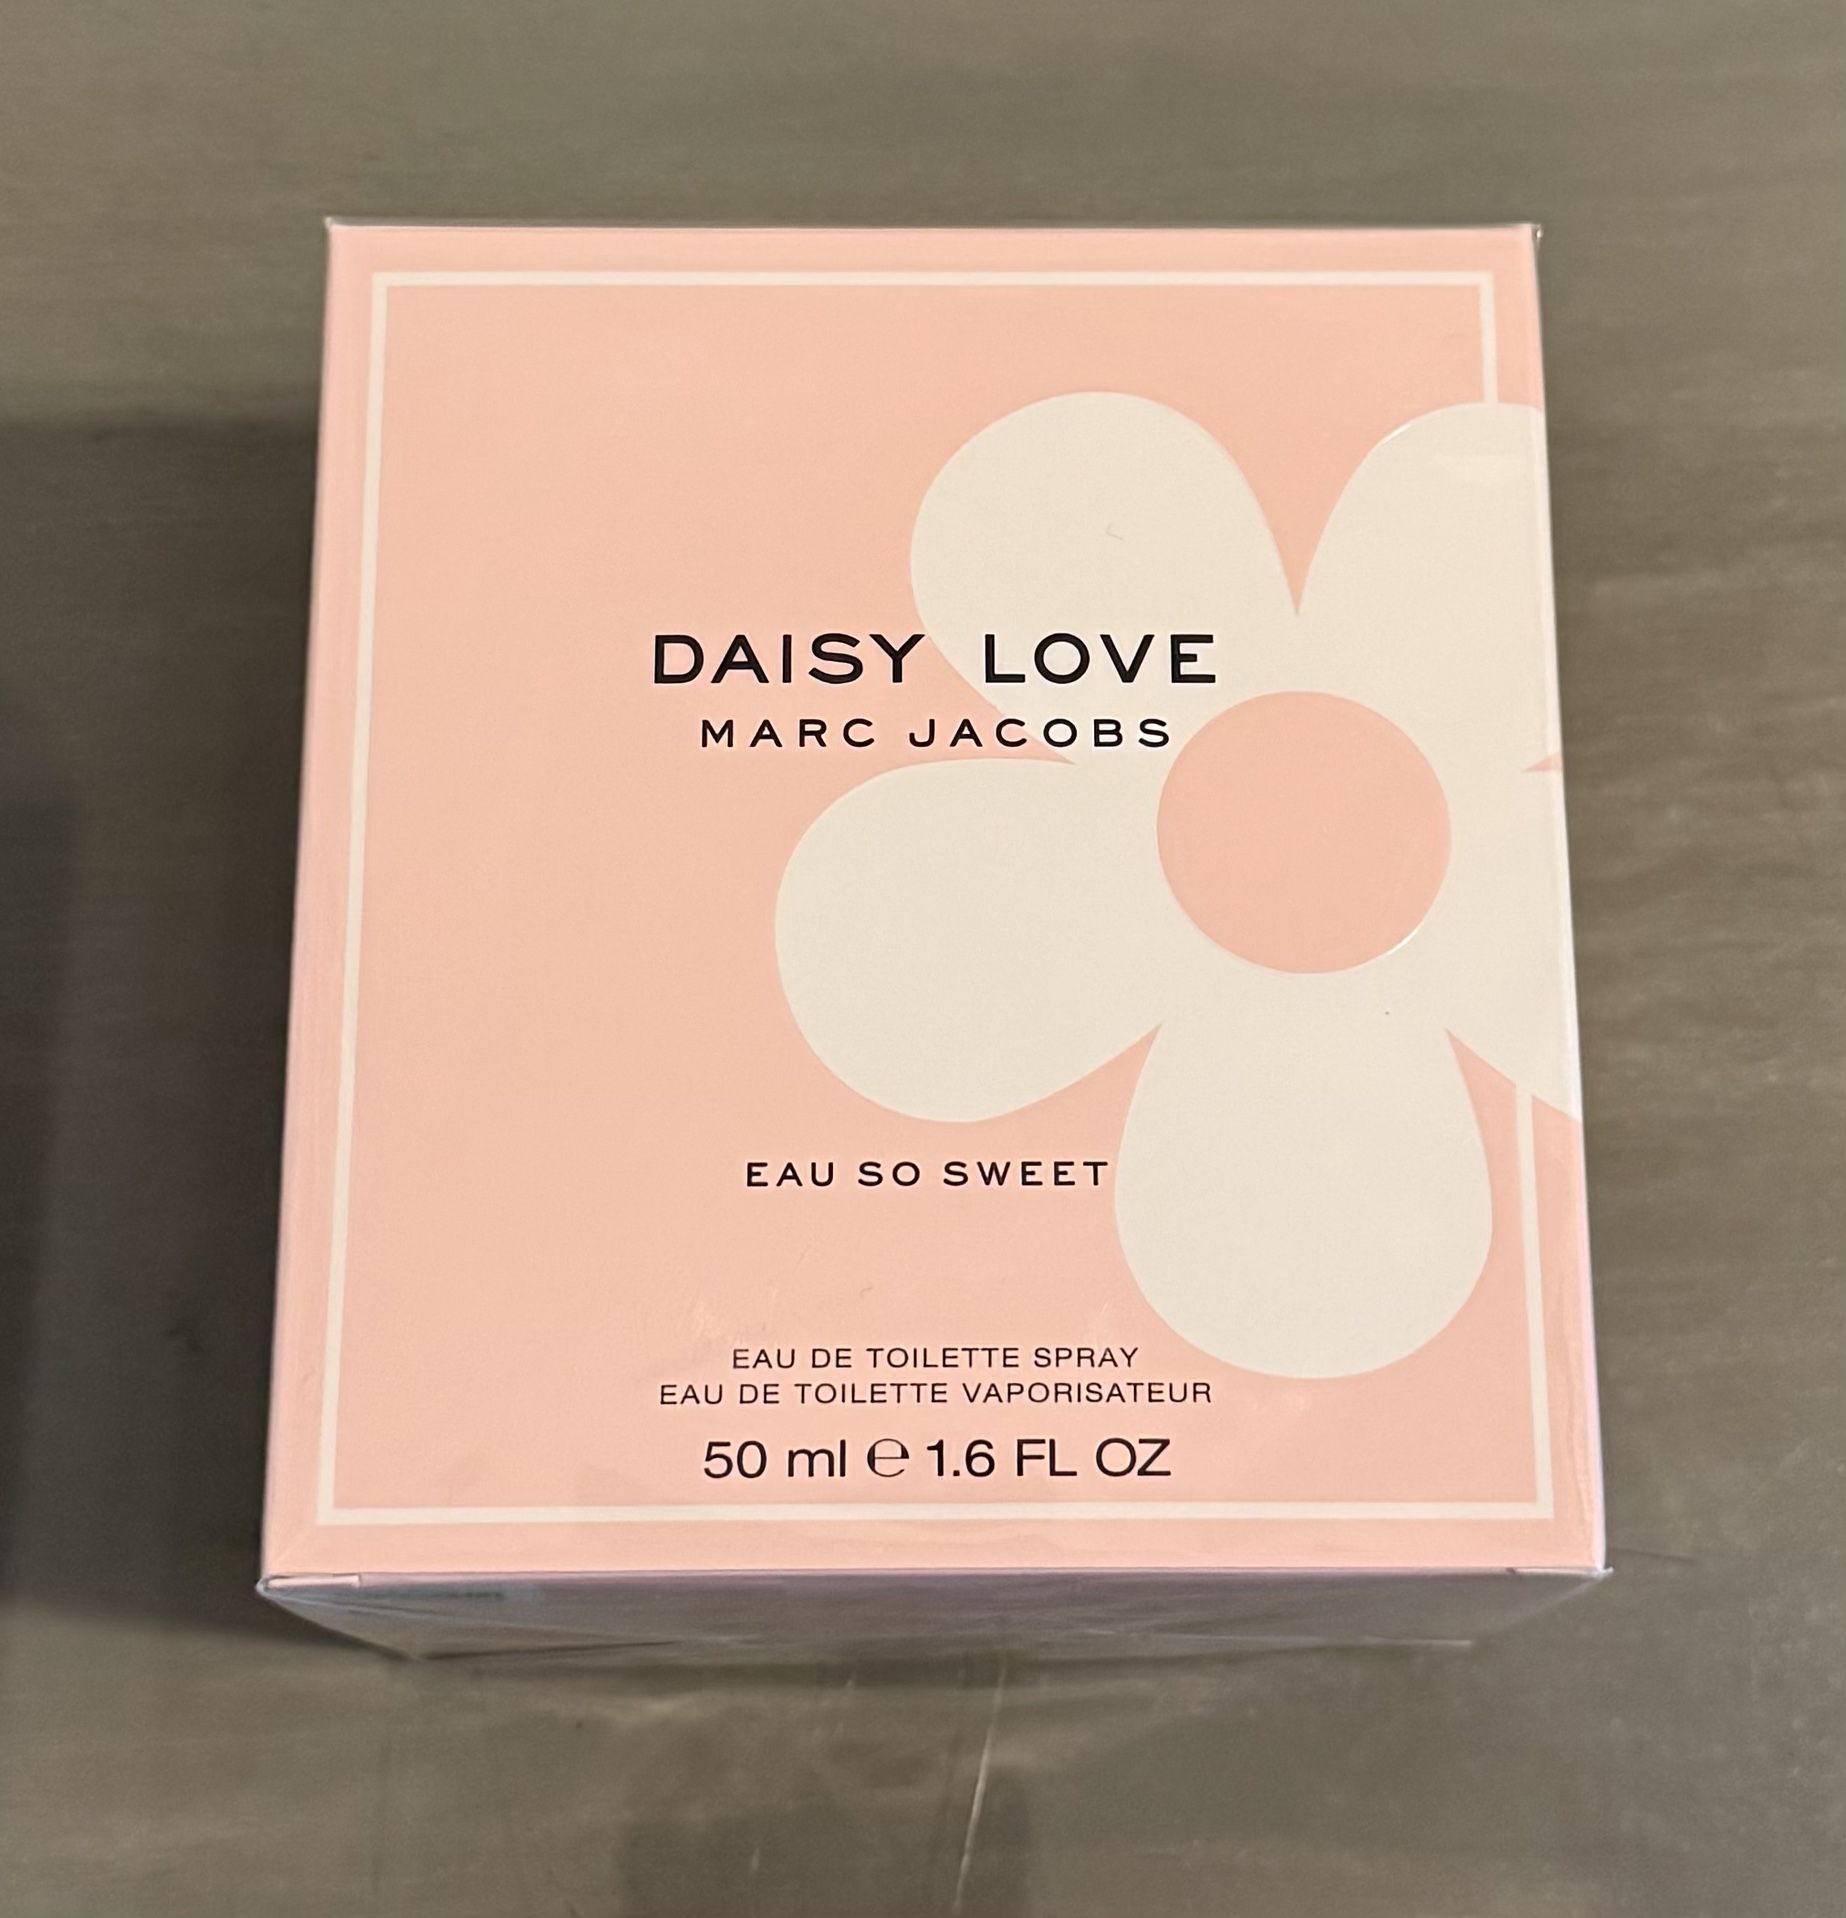 DAISY LOVE
MARC JACOBS
EAU SO SWEET
EAU DE TOILETTE SPRAY
EAU DE TOILETTE VAPORISATEUR
50 ml ℮ 1.6 FL OZ